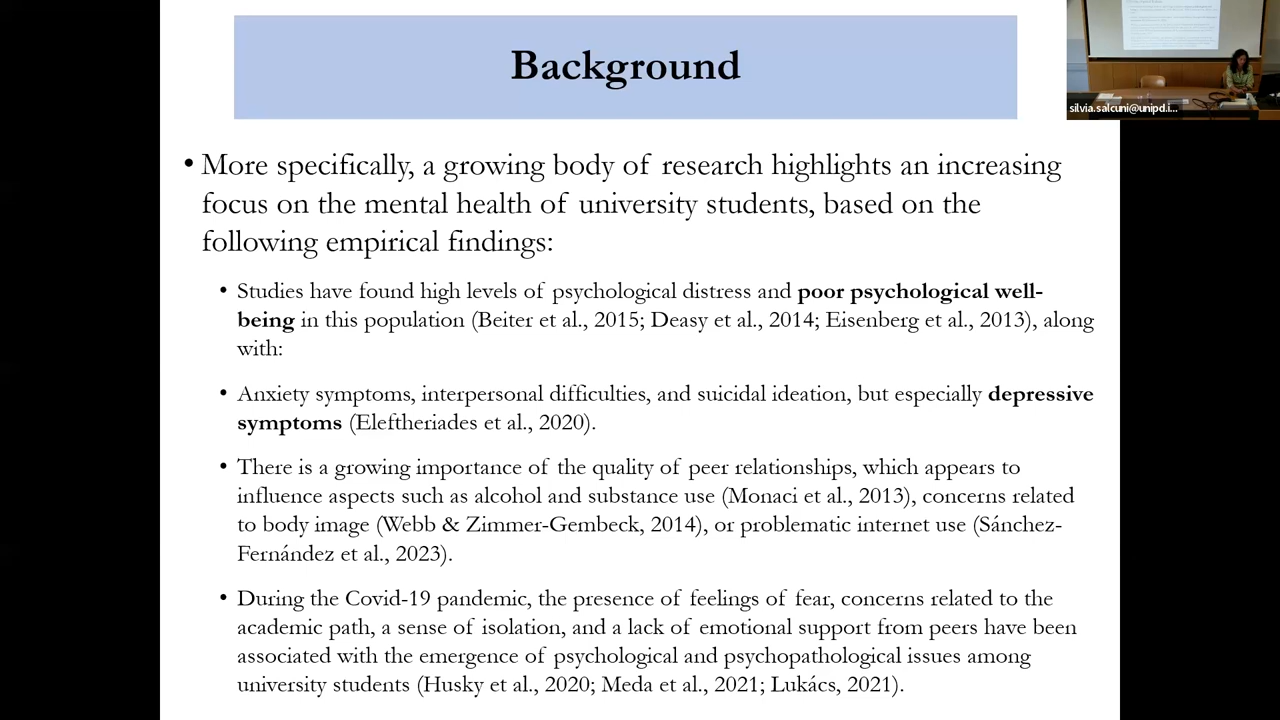 Background
silvia.salcuni@unipd.i...
• More specifically, a growing body of research highlights an increasing
focus on the mental health of university students, based on the
following empirical findings:
• Studies have found high levels of psychological distress and poor psychological well-
being in this population (Beiter et al., 2015; Deasy et al., 2014; Eisenberg et al., 2013), along
with:
• Anxiety symptoms, interpersonal difficulties, and suicidal ideation, but especially depressive
symptoms (Eleftheriades et al., 2020).
• There is a growing importance of the quality of peer relationships, which appears to
influence aspects such as alcohol and substance use (Monaci et al., 2013), concerns related
to body image (Webb & Zimmer-Gembeck, 2014), or problematic internet use (Sánchez-
Fernández et al., 2023).
• During the Covid-19 pandemic, the presence of feelings of fear, concerns related to the
academic path, a sense of isolation, and a lack of emotional support from peers have been
associated with the emergence of psychological and psychopathological issues among
university students (Husky et al., 2020; Meda et al., 2021; Lukács, 2021).